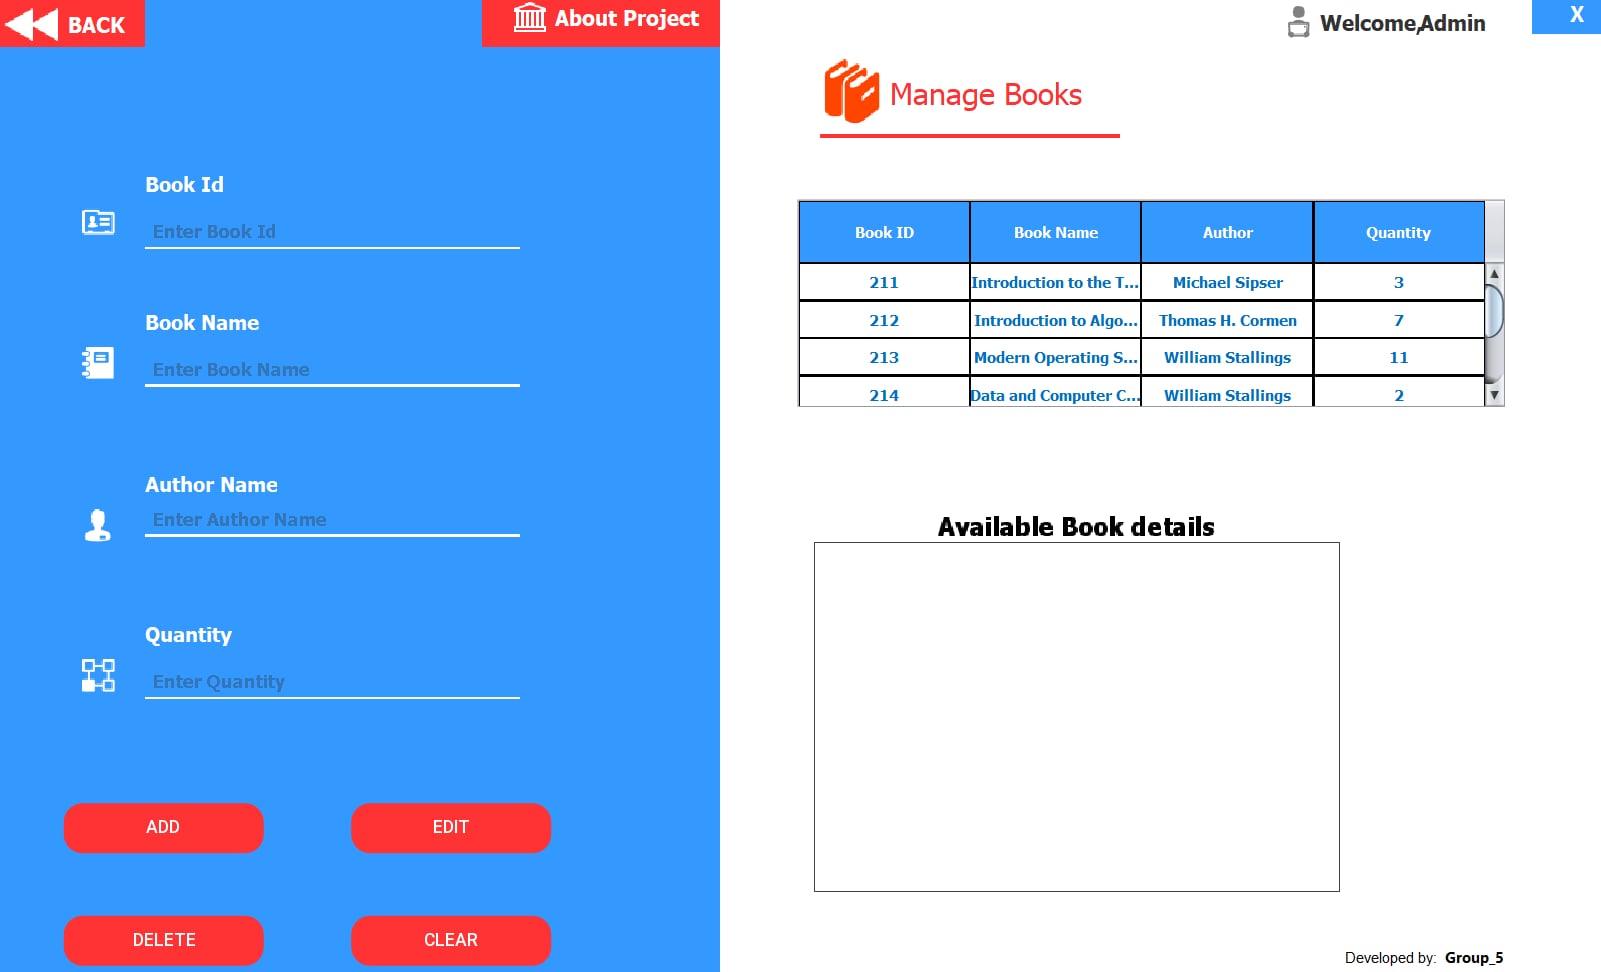 BACK
About Project
Welcome,Admin
X
Manage Books
Book Id
Enter Book Id
Book Name
Enter Book Name
Author Name
Enter Author Name
Quantity
Enter Quantity
ADD
EDIT
DELETE
CLEAR
Book ID Book Name Author Quantity
211 Introduction to the T... Michael Sipser 3
212 Introduction to Algo... Thomas H. Cormen 7
213 Modern Operating S... William Stallings 11
214 Data and Computer C... William Stallings 2
Available Book details
Developed by: Group_5